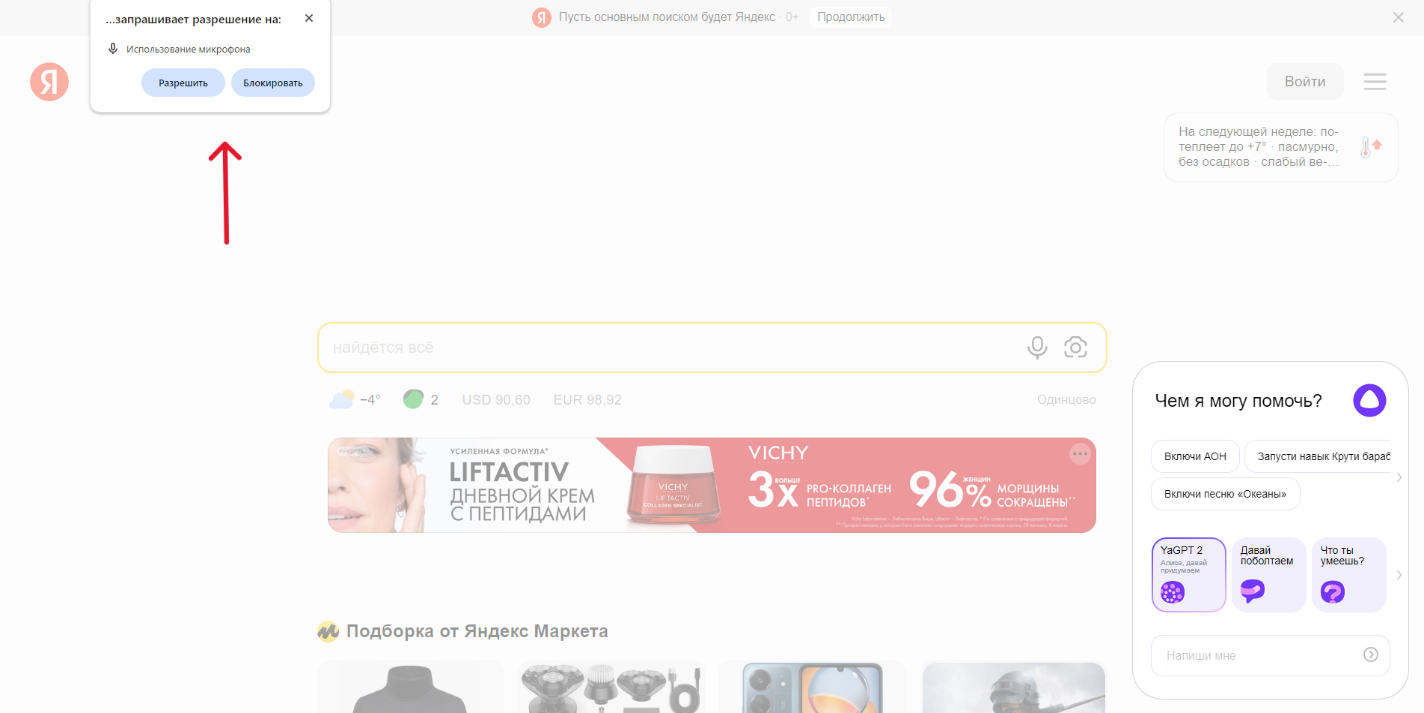 ...запрашивает разрешение на:
Использование микрофона
Разрешить
Блокировать
Я Пусть основным поиском будет Яндекс · 0+
Продолжить
Я
Войти
На следующей неделе: по-
теплеет до +7° · пасмурно,
без осадков · слабый ве-...
найдётся всё
−4°
2
USD 90,60
EUR 98,92
Одинцово
УСИЛЕННАЯ ФОРМУЛА*
LIFTACTIV
ДНЕВНОЙ КРЕМ
С ПЕПТИДАМИ
VICHY
LIFTACTIV
COLLAGEN SPECIALIST
VICHY
3x БОЛЬШЕ
PRO-КОЛЛАГЕН
ПЕПТИДОВ*
96% ЖЕНЩИН
МОРЩИНЫ
СОКРАЩЕНЫ**
Подборка от Яндекс Маркета
Чем я могу помочь?
Включи АОН
Запусти навык Крути бараб
Включи песню «Океаны»
YaGPT 2
Алиса, давай
придумаем
Давай
поболтаем
Что ты
умеешь?
Напиши мне